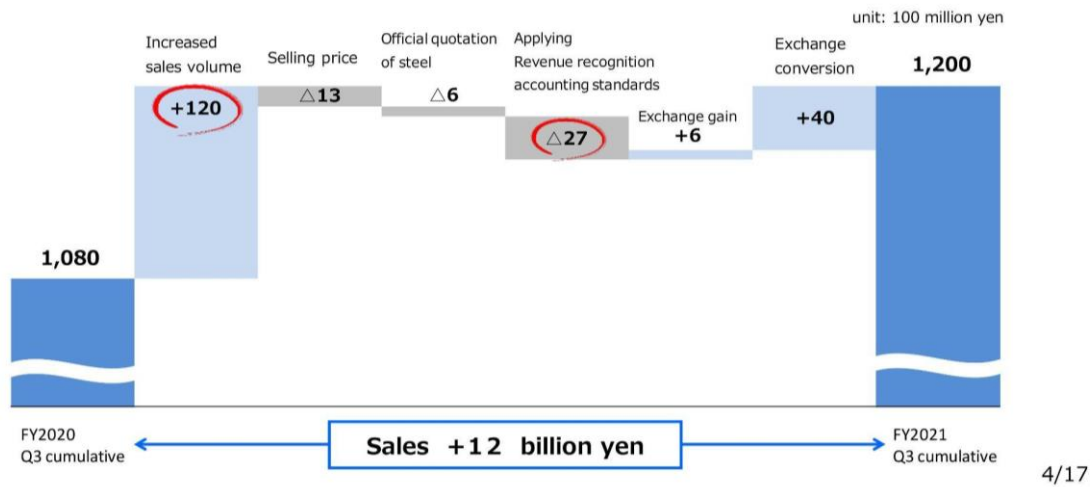 unit: 100 million yen
Increased
sales volume
+120
Selling price
△13
Official quotation
of steel
△6
Applying
Revenue recognition
accounting standards
△27
Exchange gain
+6
Exchange
conversion
+40
1,200
1,080
FY2020
Q3 cumulative
Sales +12 billion yen
FY2021
Q3 cumulative
4/17